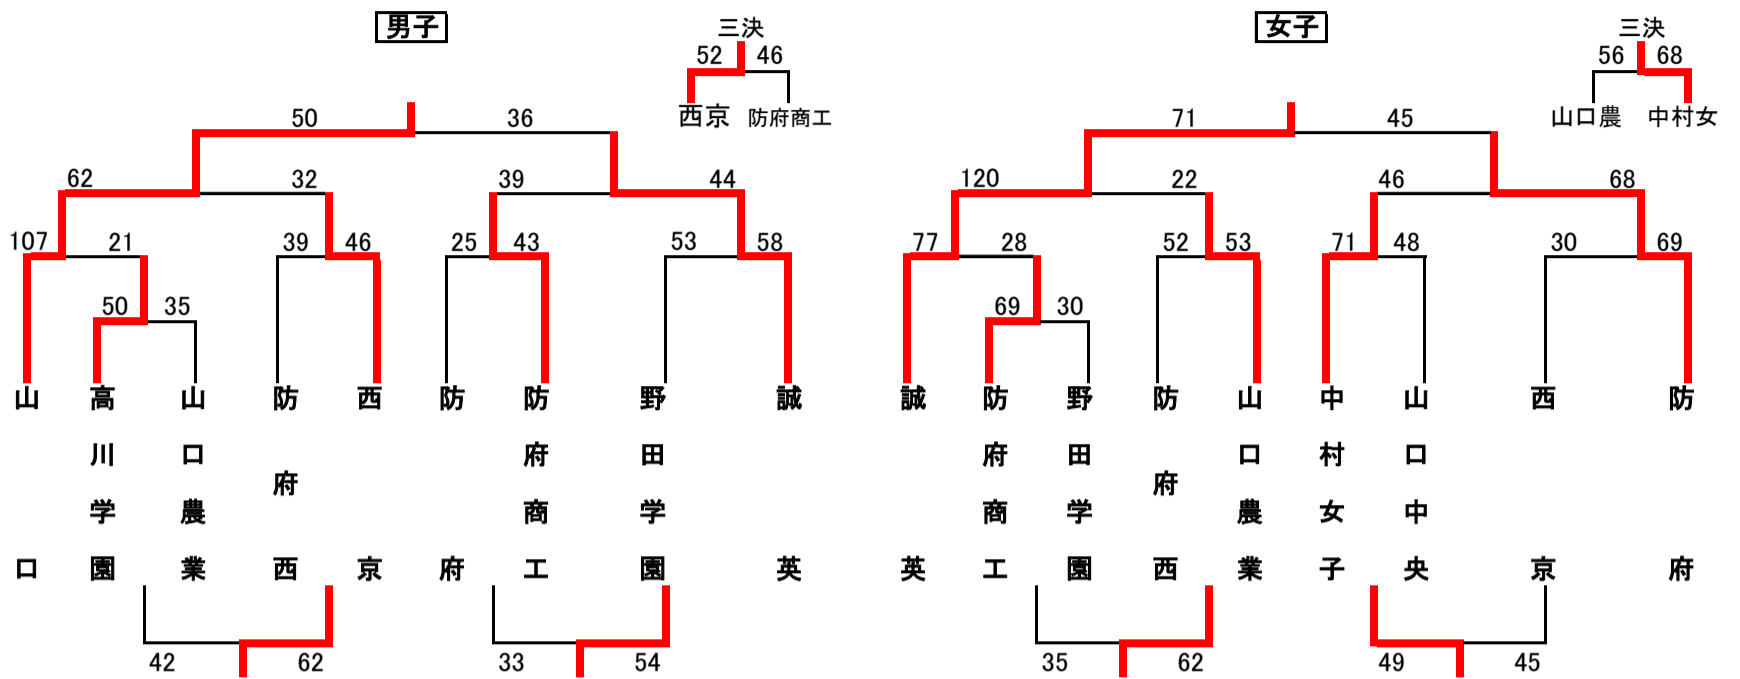 男子
三決
52 46
西京 防府商工
50 36
62 32 39 44
107 21 39 46 25 43 53 58
50 35
山口
高川学園
山口農業
防府西
西京
防府
防府商工
野田学園
誠英
42 62 33 54
女子
三決
56 68
山口農 中村女
71 45
120 22 46 68
77 28 52 53 71 48 30 69
69 30
誠英
防府商工
野田学園
防府西
山口農業
中村女子
山口中央
西京
防府
35 62 49 45